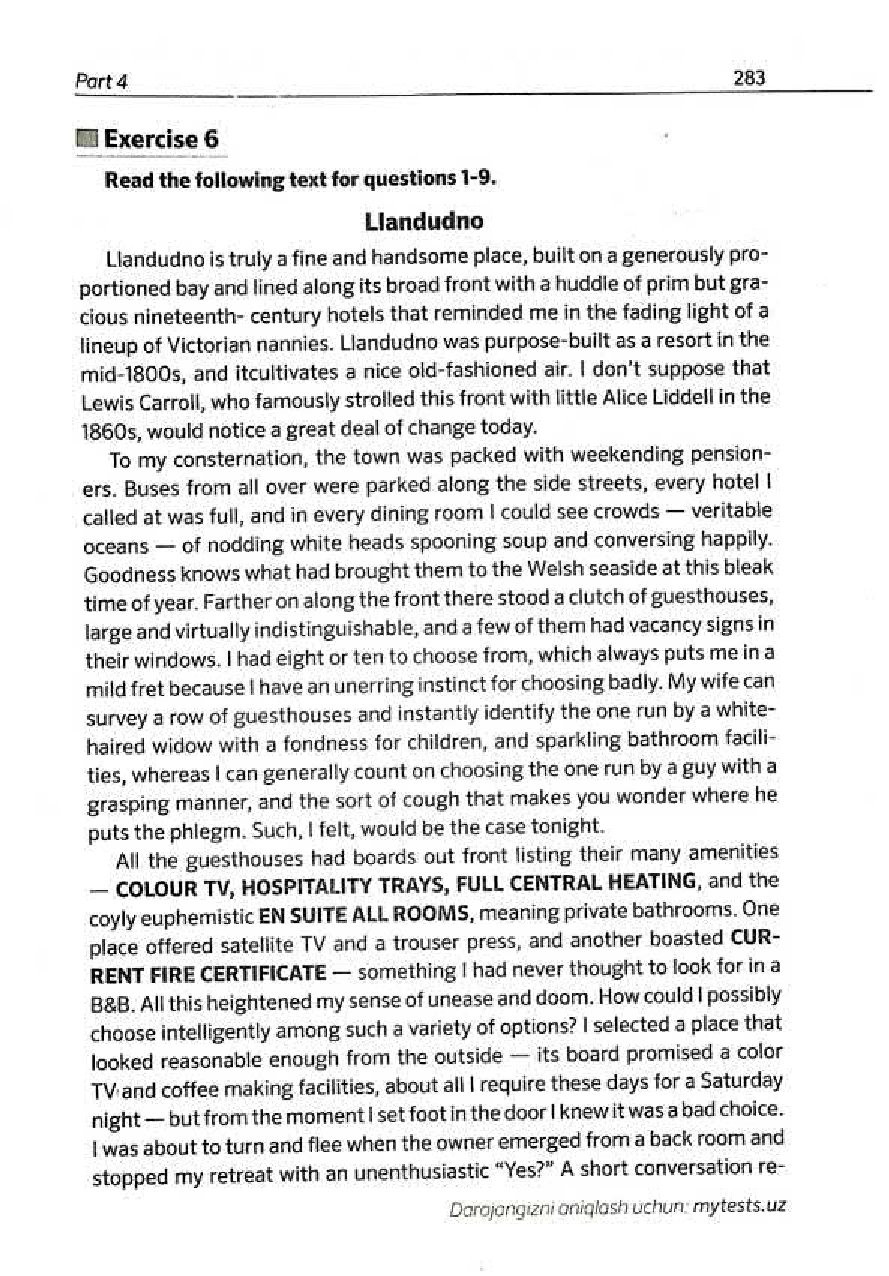 Part 4
283
Exercise 6
Read the following text for questions 1-9.
Llandudno
Llandudno is truly a fine and handsome place, built on a generously pro-
portioned bay and lined along its broad front with a huddle of prim but gra-
cious nineteenth- century hotels that reminded me in the fading light of a
lineup of Victorian nannies. Llandudno was purpose-built as a resort in the
mid-1800s, and itcultivates a nice old-fashioned air. I don't suppose that
Lewis Carroll, who famously strolled this front with little Alice Liddell in the
1860s, would notice a great deal of change today.
To my consternation, the town was packed with weekending pension-
ers. Buses from all over were parked along the side streets, every hotel I
called at was full, and in every dining room I could see crowds — veritable
oceans — of nodding white heads spooning soup and conversing happily.
Goodness knows what had brought them to the Welsh seaside at this bleak
time of year. Farther on along the front there stood a clutch of guesthouses,
large and virtually indistinguishable, and a few of them had vacancy signs in
their windows. I had eight or ten to choose from, which always puts me in a
mild fret because I have an unerring instinct for choosing badly. My wife can
survey a row of guesthouses and instantly identify the one run by a white-
haired widow with a fondness for children, and sparkling bathroom facili-
ties, whereas I can generally count on choosing the one run by a guy with a
grasping manner, and the sort of cough that makes you wonder where he
puts the phlegm. Such, I felt, would be the case tonight.
All the guesthouses had boards out front listing their many amenities
— COLOUR TV, HOSPITALITY TRAYS, FULL CENTRAL HEATING, and the
coyly euphemistic EN SUITE ALL ROOMS, meaning private bathrooms. One
place offered satellite TV and a trouser press, and another boasted CUR-
RENT FIRE CERTIFICATE — something I had never thought to look for in a
B&B. All this heightened my sense of unease and doom. How could I possibly
choose intelligently among such a variety of options? I selected a place that
looked reasonable enough from the outside — its board promised a color
TV and coffee making facilities, about all I require these days for a Saturday
night — but from the moment I set foot in the door I knew it was a bad choice.
I was about to turn and flee when the owner emerged from a back room and
stopped my retreat with an unenthusiastic "Yes?" A short conversation re-
Darajangizni aniqlash uchun: mytests.uz